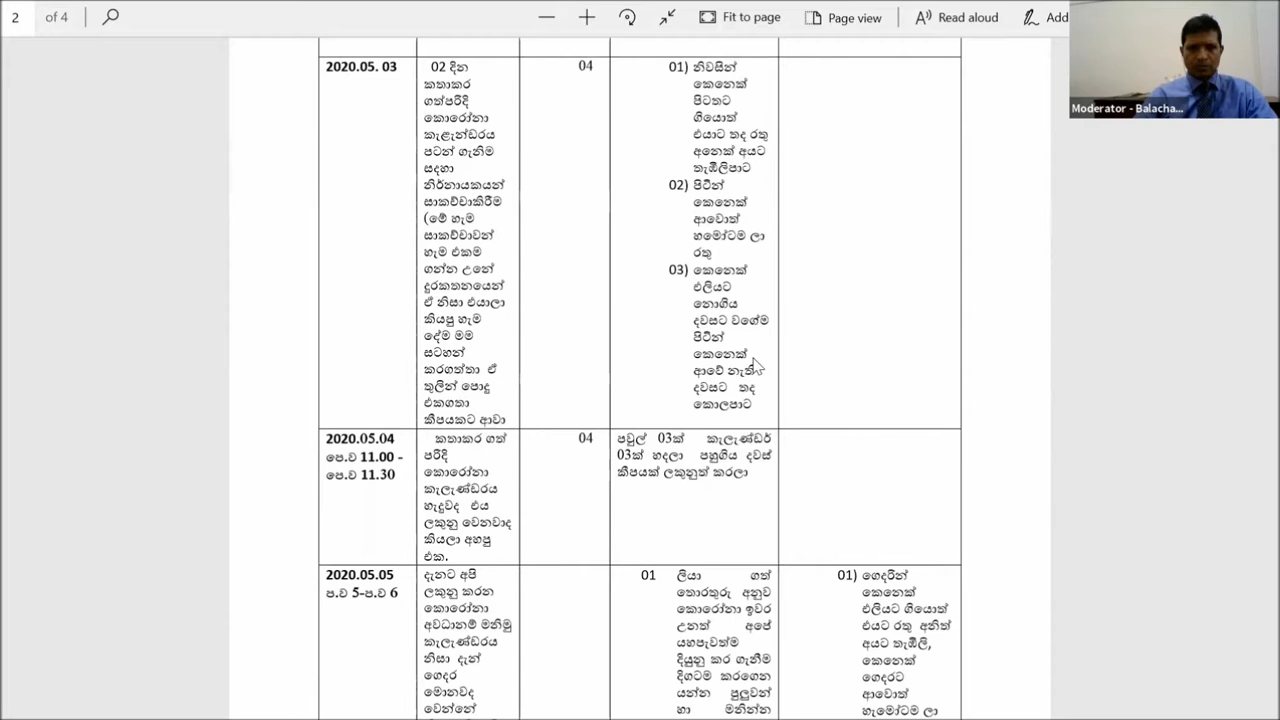 2
of 4
Fit to page
Page view
Read aloud
Add
Moderator - Balacha...
2020.05. 03
02 දින
කතාකර
ගත්පරිදි
කොරෝනා
කැළැන්ඩරය
පටන් ගැනිම
සදහා
නිර්නායකයන්
සාකච්චාකිරීම
(මේ හැම
සාකච්චාවන්
හැම එකම
ගන්න උනේ
දුරකතනයෙන්
ඒ නිසා එයාලා
කියපු හැම
දේම මම
සටහන්
කරගත්තා ඒ
තුලින් පොදු
එකගතා
කීපයකට ආවා
04
01) නිවසින්
කෙනෙක්
පිටතට
ගියොත්
එයාට තද රතු
අනෙක් අයට
තැඹිලිපාට
02) පිටින්
කෙනෙක්
ආවොත්
හමෝටම ලා
රතු
03) කෙනෙක්
එලියට
නොගිය
දවසට වගේම
පිටින්
කෙනෙක්
ආවේ නැති
දවසට තද
කොලපාට
2020.05.04
පෙ.ව 11.00 -
පෙ.ව 11.30
කතාකර ගත්
පරිදි
කොරෝනා
කැලැණ්ඩරය
හැදුවද එය
ලකුනු වෙනවාද
කියලා අහපු
එක.
04
පවුල් 03ක් කැලැණ්ඩර්
03ක් හදලා පහුගිය දවස්
කීපයක් ලකුනුත් කරලා
2020.05.05
ප.ව 5-ප.ව 6
දැනට අපි
ලකුනු කරන
කොරෝනා
අවධානම් මනිමු
කැලැණ්ඩරය
නිසා දැන්
ගෙදර
මොනවද
වෙන්නේ
01 ලියා ගත්
තොරතුරු අනුව
කොරෝනා ඉවර
උනත් අපේ
යහපැවත්ම
දියුනු කර ගැනීම
දිගටම කරගෙන
යන්න පුලුවන්
හා මනින්න
01) ගෙදරින්
කෙනෙක්
එලියට ගියොත්
එයට රතු අනිත්
අයට තැඹිලි,
කෙනෙක්
ගෙදරට
ආවොත්
හැමෝටම ලා